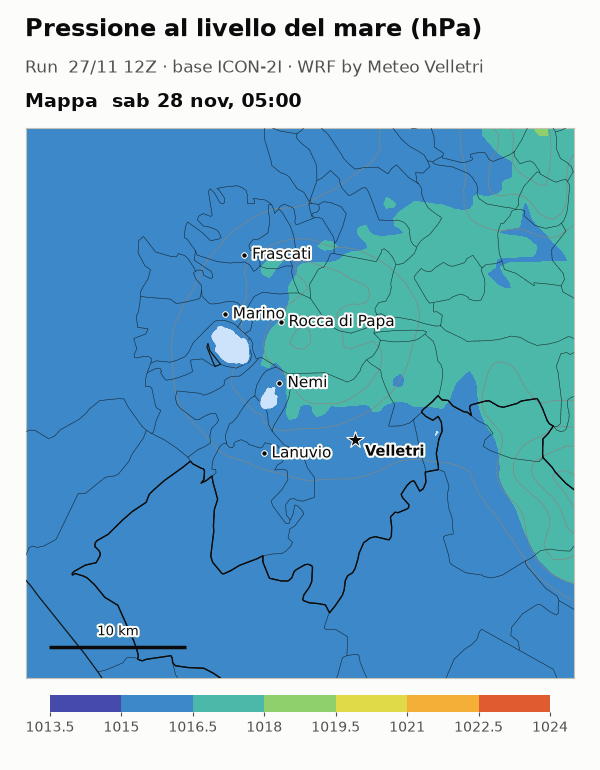 Pressione al livello del mare (hPa)
Run  27/11 12Z · base ICON-2I · WRF by Meteo Velletri
Mappa  sab 28 nov, 05:00
Frascati
Marino
Rocca di Papa
Nemi
Velletri
Lanuvio
10 km
1013.5 1015 1016.5 1018 1019.5 1021 1022.5 1024